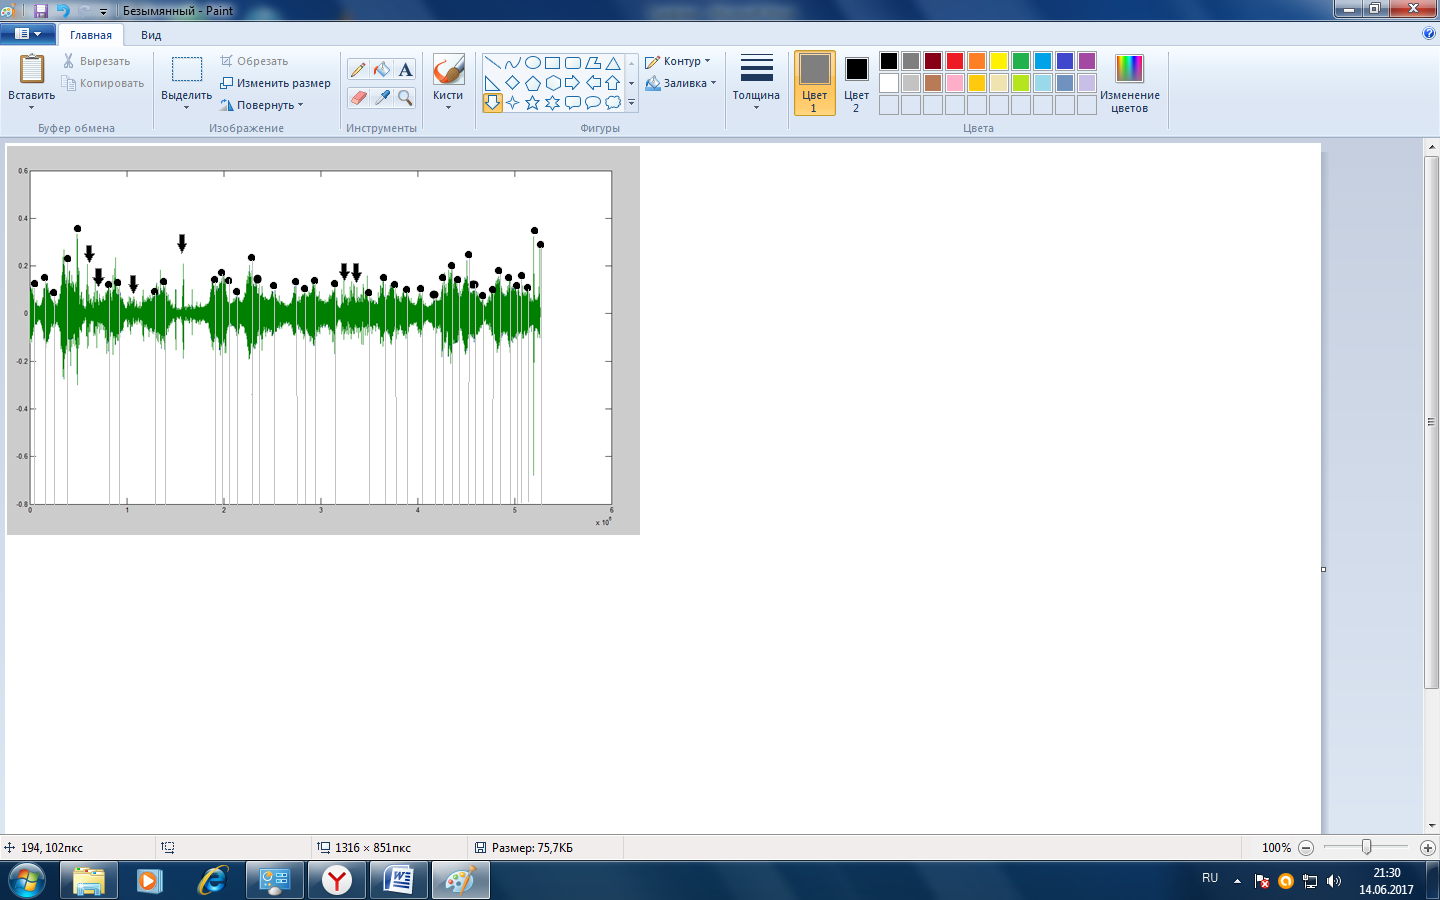 Безымянный - Paint
Главная Вид
Вставить
Вырезать
Копировать
Буфер обмена
Выделить
Обрезать
Изменить размер
Повернуть
Изображение
A
Инструменты
Кисти
Фигуры
Контур
Заливка
Толщина
Цвет
1
Цвет
2
Изменение
цветов
Цвета
0.6
0.4
0.2
0
-0.2
-0.4
-0.6
-0.8
0 1 2 3 4 5 6
x 10
194, 102пкс
1316 × 851пкс
Размер: 75,7КБ
100%
RU
21:30
14.06.2017